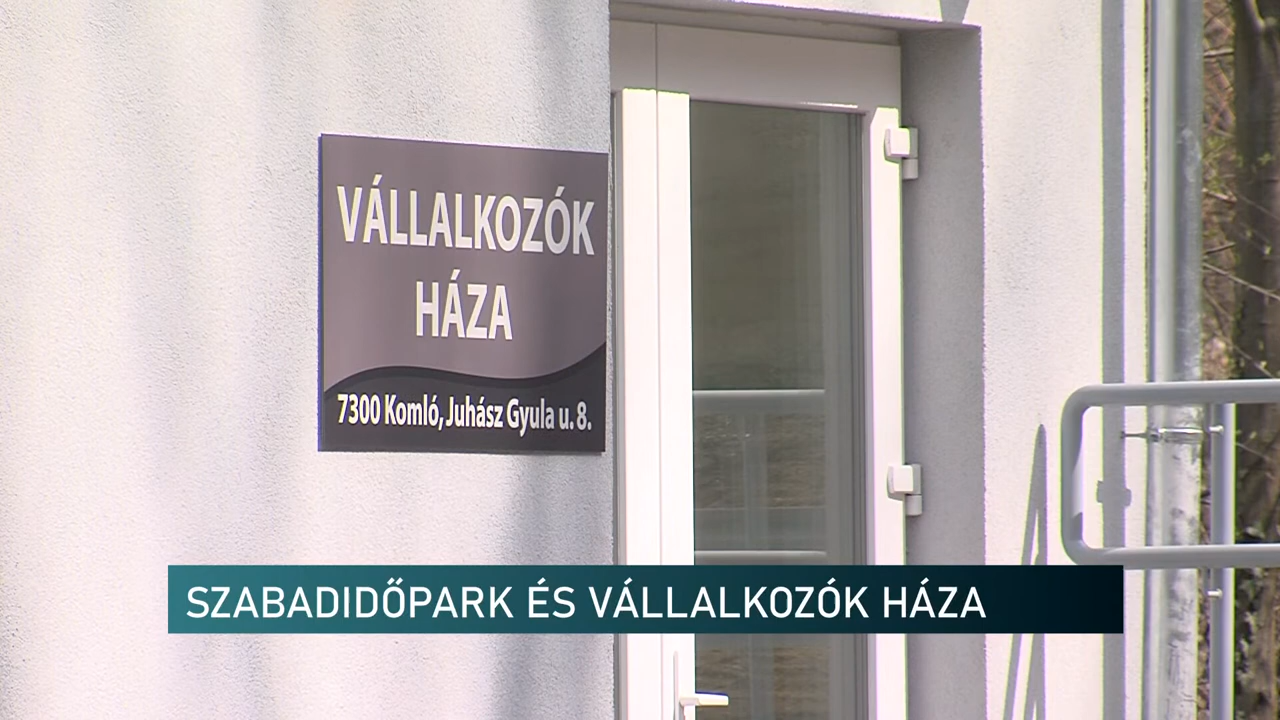 VÁLLALKOZÓK
HÁZA
7300 Komló, Juhász Gyula u. 8.
SZABADIDŐPARK ÉS VÁLLALKOZÓK HÁZA